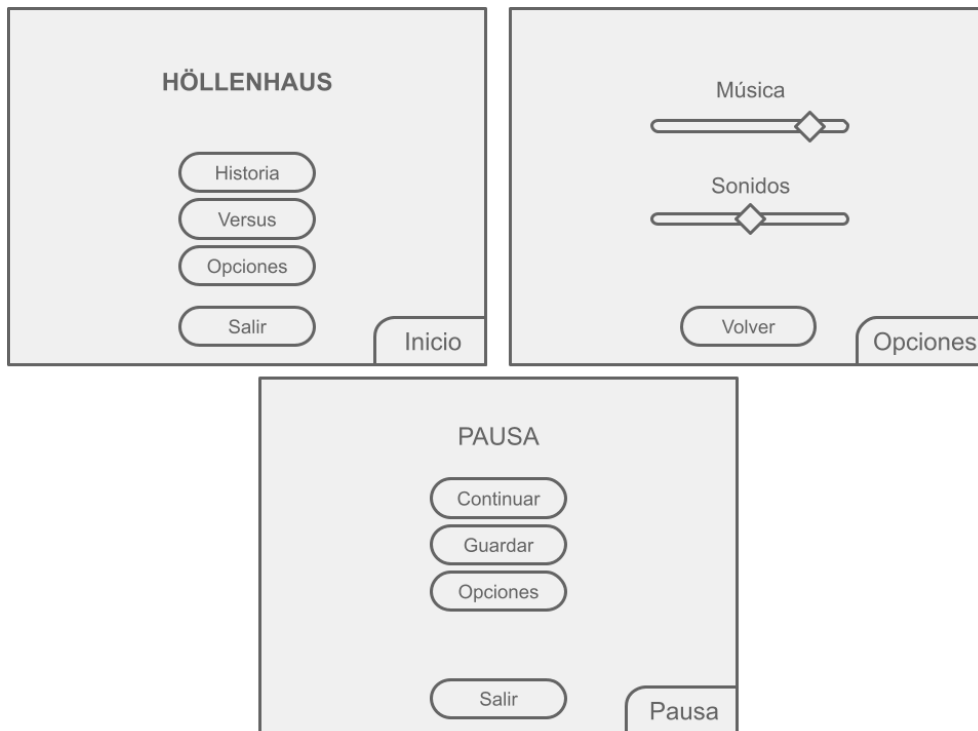 HÖLLENHAUS
Historia
Versus
Opciones
Salir
Inicio
Música
Sonidos
Volver
Opciones
PAUSA
Continuar
Guardar
Opciones
Salir
Pausa